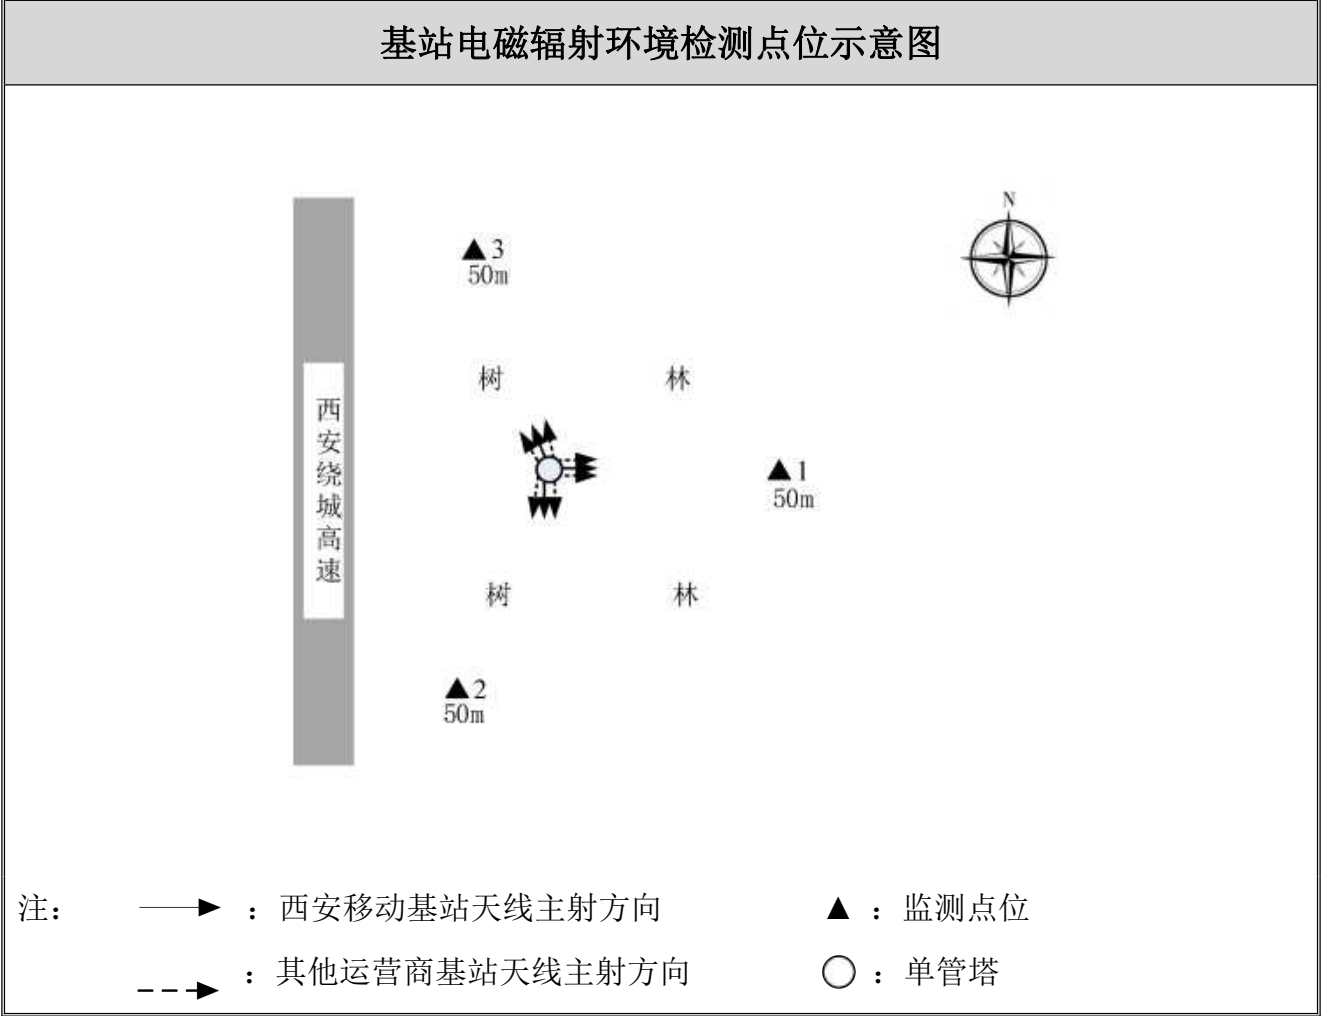 基站电磁辐射环境检测点位示意图
N
▲3
50m
树 林
西安绕城高速
▲1
50m
树 林
▲2
50m
注： ：西安移动基站天线主射方向 ▲：监测点位
：其他运营商基站天线主射方向 ：单管塔